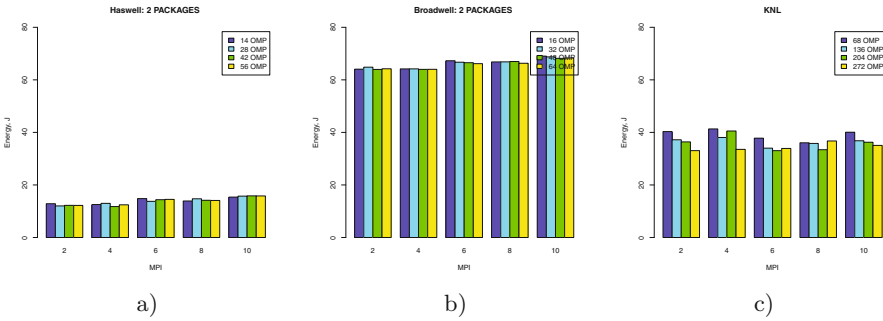 Haswell: 2 PACKAGES
80
60
40
20
0
Energy, J
14 OMP
28 OMP
42 OMP
56 OMP
2 4 6 8 10
MPI
a)
Broadwell: 2 PACKAGES
80
60
40
20
0
Energy, J
16 OMP
32 OMP
48 OMP
64 OMP
2 4 6 8 10
MPI
b)
KNL
80
60
40
20
0
Energy, J
68 OMP
136 OMP
204 OMP
272 OMP
2 4 6 8 10
MPI
c)